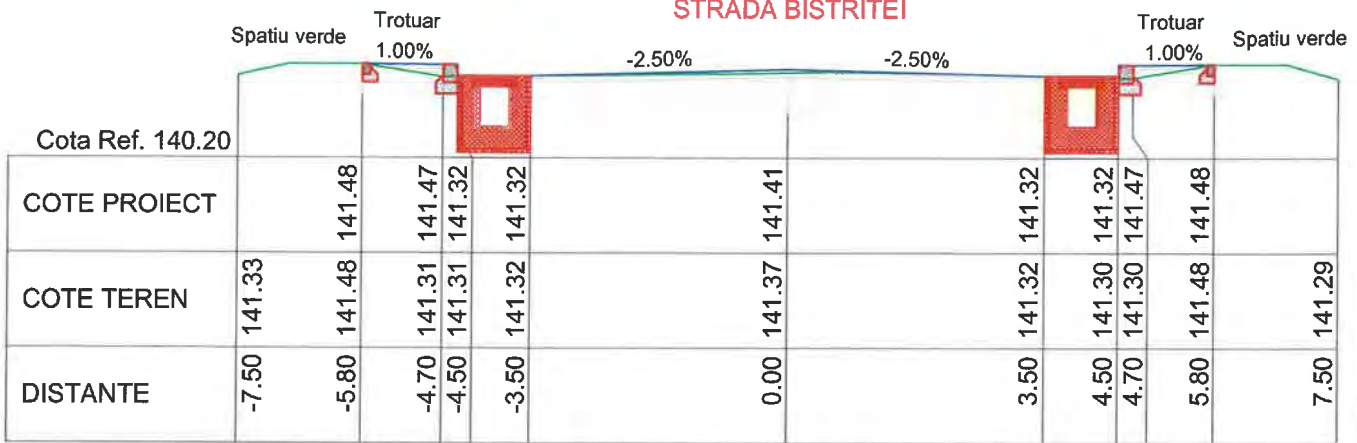 STRADA BISTRITEI
Spatiu verde
Trotuar
1.00%
-2.50%
-2.50%
Trotuar
1.00%
Spatiu verde
Cota Ref. 140.20
COTE PROIECT 141.48 141.47 141.32 141.32 141.41 141.32 141.32 141.47 141.48
COTE TEREN 141.33 141.48 141.31 141.31 141.32 141.37 141.32 141.30 141.30 141.48 141.29
DISTANTE -7.50 -5.80 -4.70 -4.50 -3.50 0.00 3.50 4.50 4.70 5.80 7.50